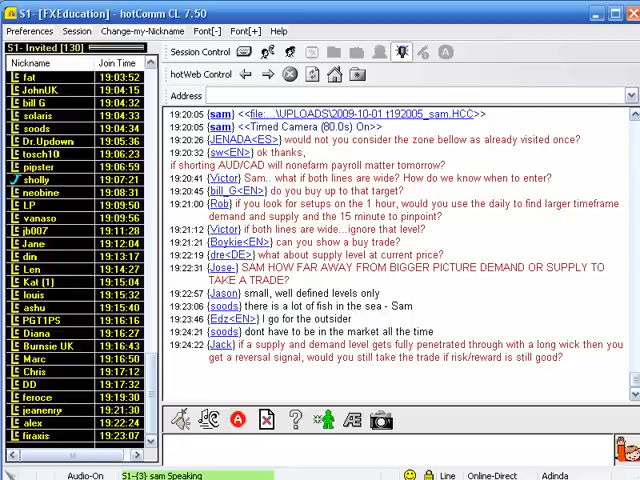 S1- [FXEducation] - hotComm CL 7.50
Preferences Session Change-my-Nickname Font[-] Font[+] Help
S1- Invited [130]
Session Control
Nickname Join Time
hotWeb Control
Address
fat 19:03:52
JohnUK 19:04:15
bill G 19:04:32
solaris 19:04:33
soods 19:04:34
Dr.Updown 19:05:36
tosch10 19:06:23
pipster 19:06:59
sholly 19:07:21
neobine 19:08:31
LP 19:09:56
vanaso 19:09:56
jb007 19:11:28
Jane 19:12:04
din 19:13:17
Len 19:14:27
Kat (1) 19:14:36
louis 19:15:32
ashu 19:15:40
PGT1PS 19:16:26
Diana 19:16:27
Burnsie UK 19:16:43
Marc 19:16:50
Chris 19:17:12
DD 19:17:32
feroce 19:19:30
jeanenry 19:21:30
alex 19:22:24
firaxis 19:23:07
19:20:05 {sam} <<file:...\UPLOADS\2009-10-01 t192005_sam.HCC>>
19:20:05 {sam} <<Timed Camera (80.0s) On>>
19:20:26 {JENADA<ES} would not you consider the zone bellow as already visited once?
19:20:32 {sw<EN} ok thanks,
if shorting AUD/CAD will nonefarm payroll matter tomorrow?
19:20:41 {Victor} Sam.. what if both lines are wide? How do we know when to enter?
19:20:45 {bill_G<EN} do you buy up to that target?
19:21:00 {Rob} if you look for setups on the 1 hour, would you use the daily to find larger timeframe
demand and supply and the 15 minute to pinpoint?
19:21:12 {Victor} if both lines are wide...ignore that level?
19:21:21 {Boykie<EN} can you show a buy trade?
19:22:19 {dre<DE} what about supply level at current price?
19:22:31 {Jose-} SAM HOW FAR AWAY FROM BIGGER PICTURE DEMAND OR SUPPLY TO
TAKE A TRADE?
19:22:57 {Jason} small, well defined levels only
19:23:06 {soods} there is a lot of fish in the sea - Sam
19:23:46 {Edz<EN} I go for the outsider
19:24:21 {soods} dont have to be in the market all the time
19:24:22 {Jack} if a supply and demand level gets fully penetrated through with a long wick then you
get a reversal signal, would you still take the trade if risk/reward is still good?
Audio-On S1-{3} sam Speaking Line Online-Direct Adinda